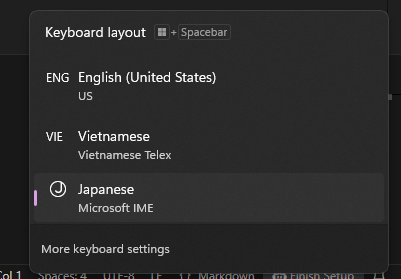 Keyboard layout + Spacebar
ENG English (United States)
US
VIE Vietnamese
Vietnamese Telex
Japanese
Microsoft IME
More keyboard settings
Col 1 Spaces: 4 UTF-8 LF Markdown Finish Setup